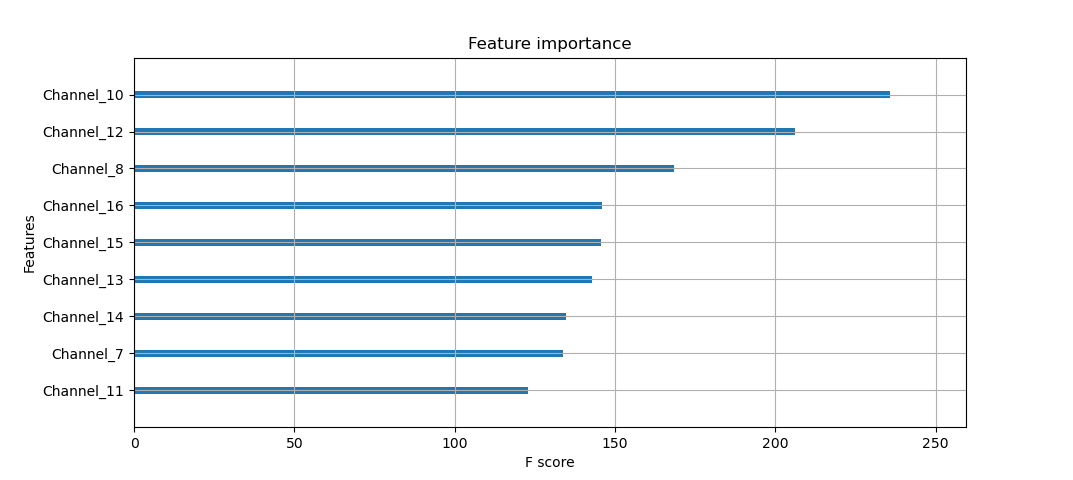 Feature importance
Channel_10
Channel_12
Channel_8
Channel_16
Channel_15
Channel_13
Channel_14
Channel_7
Channel_11
Features
0 50 100 150 200 250
F score